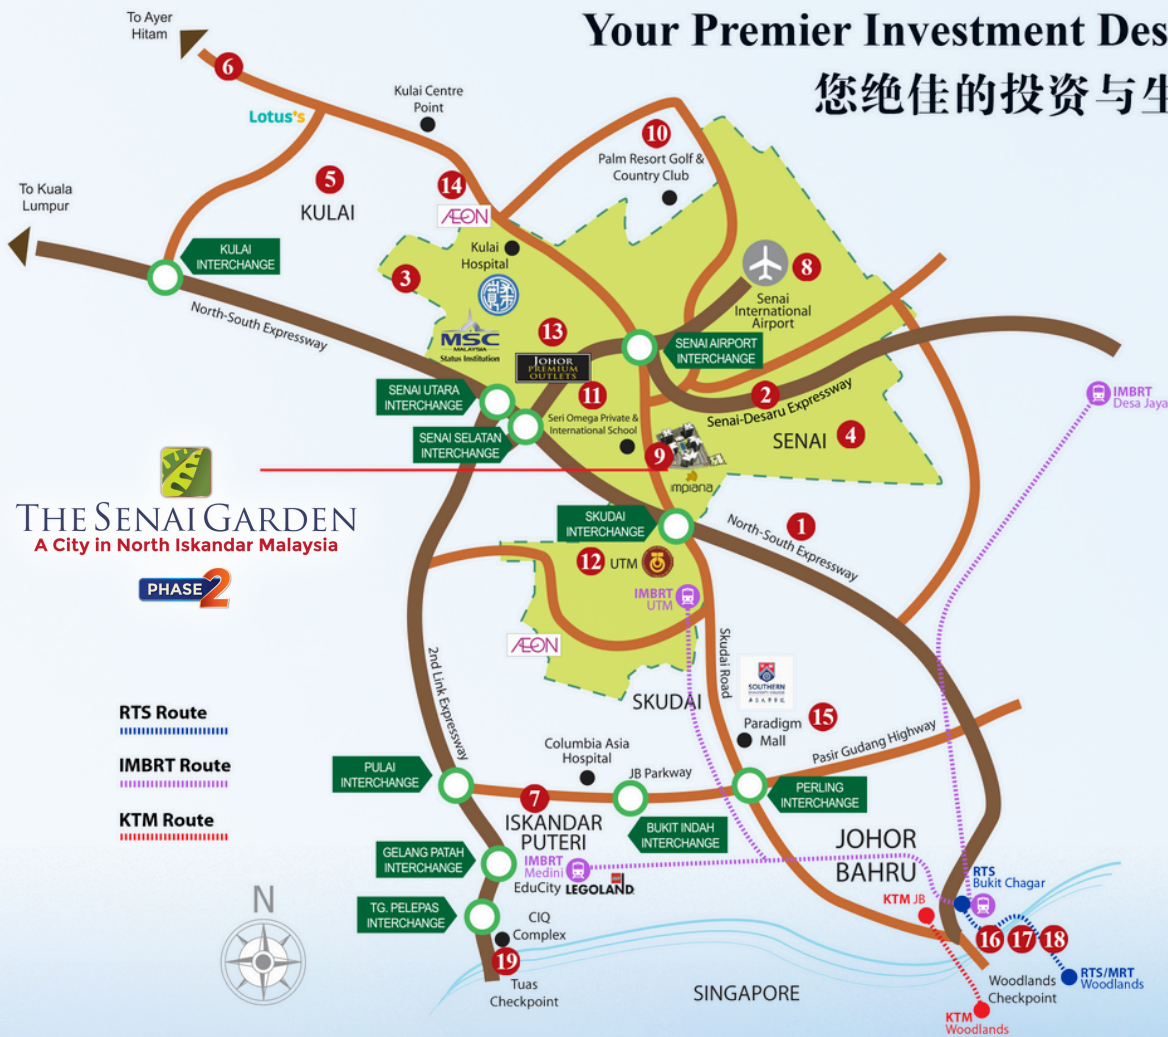 Your Premier Investment Des
您绝佳的投资与生
To Ayer
Hitam
6
Lotus's
Kulai Centre
Point
10
Palm Resort Golf &
Country Club
5
KULAI
14
ÆON
To Kuala
Lumpur
KULAI
INTERCHANGE
North-South Expressway
Kulai
Hospital
3
8
Senai
International
Airport
MSC
MALAYSIA
Status Institution
13
JOHOR
PREMIUM
OUTLETS
SENAI AIRPORT
INTERCHANGE
SENAI UTARA
INTERCHANGE
11
Seri Omega Private &
International School
2
Senai-Desaru Expressway
IMBRT
Desa Jaya
SENAI SELATAN
INTERCHANGE
SENAI
4
9
impiana
THE SENAI GARDEN
A City in North Iskandar Malaysia
PHASE 2
SKUDAI
INTERCHANGE
1
North-South Expressway
12
UTM
IMBRT
UTM
ÆON
2nd Link Expressway
Skudai Road
SOUTHERN
SKUDAI
Paradigm
Mall
15
RTS Route
IMBRT Route
KTM Route
Columbia Asia
Hospital
JB Parkway
Pasir Gudang Highway
PULAI
INTERCHANGE
7
PERLING
INTERCHANGE
ISKANDAR
PUTERI
BUKIT INDAH
INTERCHANGE
JOHOR
BAHRU
GELANG PATAH
INTERCHANGE
IMBRT
Medini
EduCity
LEGOLAND
RTS
Bukit Chagar
KTM JB
TG. PELEPAS
INTERCHANGE
CIQ
Complex
N
16
17
18
19
Tuas
Checkpoint
SINGAPORE
Woodlands
Checkpoint
RTS/MRT
Woodlands
KTM
Woodlands